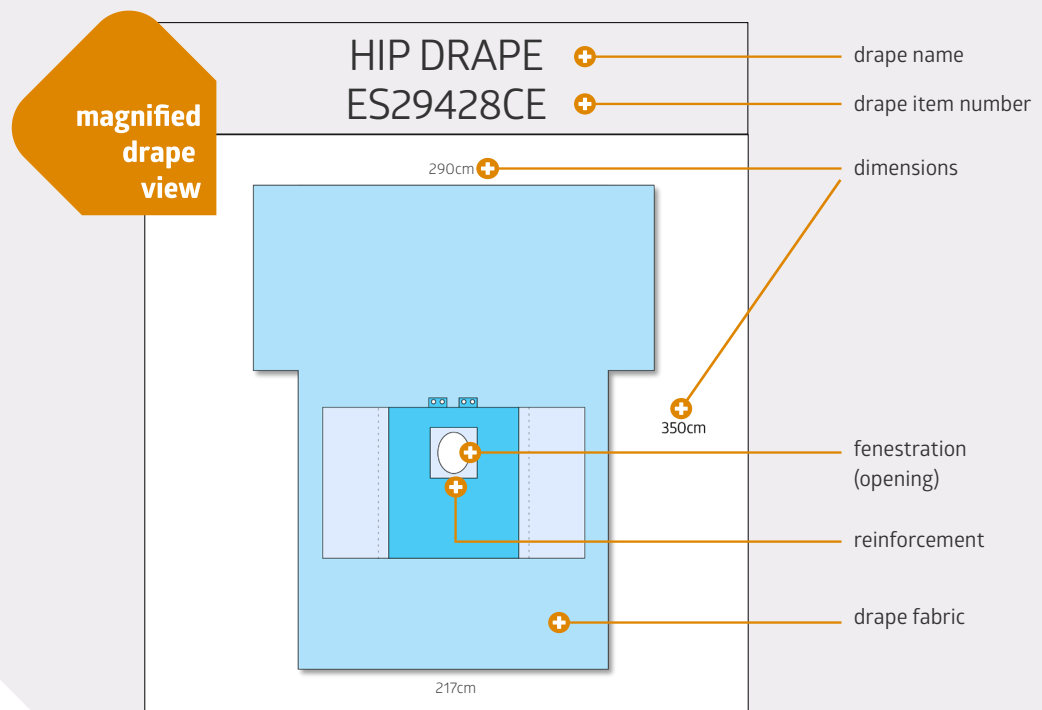 magnified
drape
view
HIP DRAPE
ES29428CE
drape name
drape item number
290cm
dimensions
350cm
fenestration
(opening)
reinforcement
drape fabric
217cm